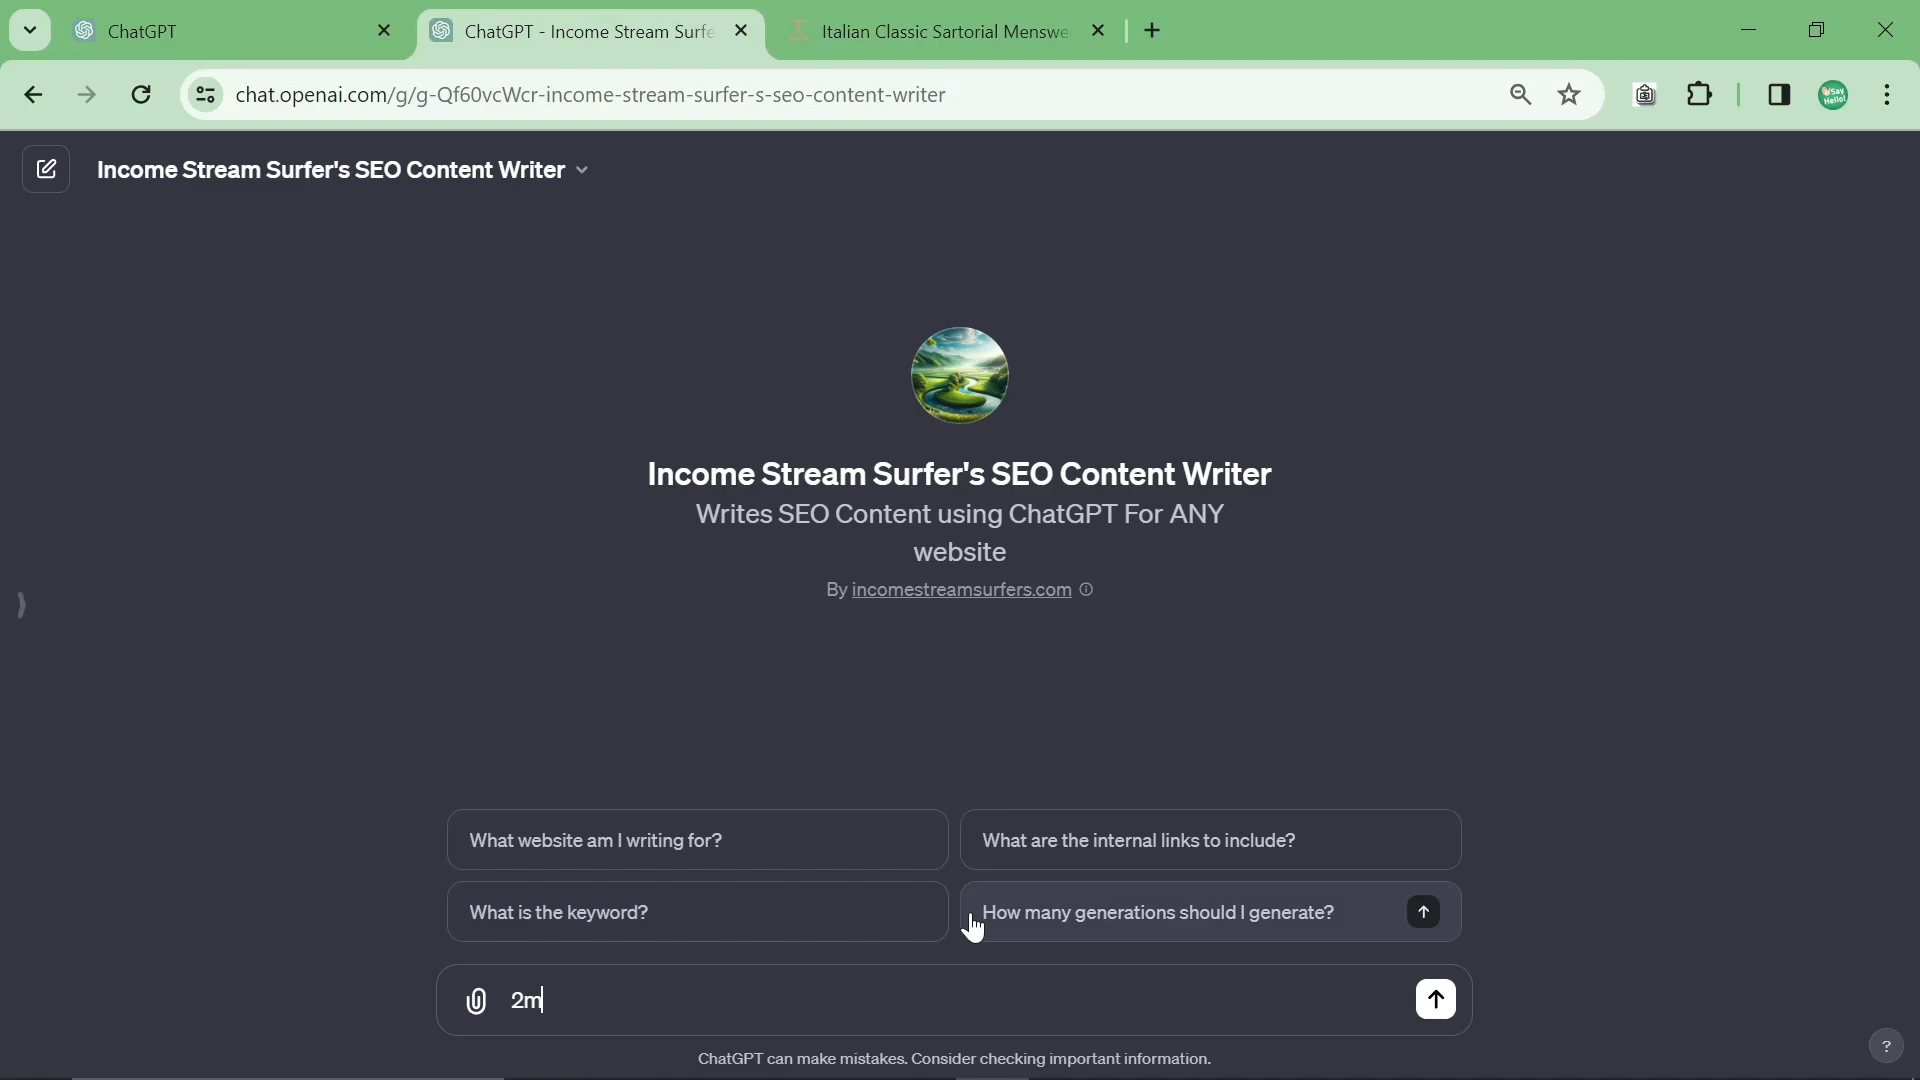 ChatGPT
ChatGPT - Income Stream Surfe
Italian Classic Sartorial Menswe
chat.openai.com/g/g-Qf60vcWcr-income-stream-surfer-s-seo-content-writer
Say
Hello!
Income Stream Surfer's SEO Content Writer
Income Stream Surfer's SEO Content Writer
Writes SEO Content using ChatGPT For ANY
website
By incomestreamsurfers.com
What website am I writing for?
What are the internal links to include?
What is the keyword?
How many generations should I generate?
2m
ChatGPT can make mistakes. Consider checking important information.
?